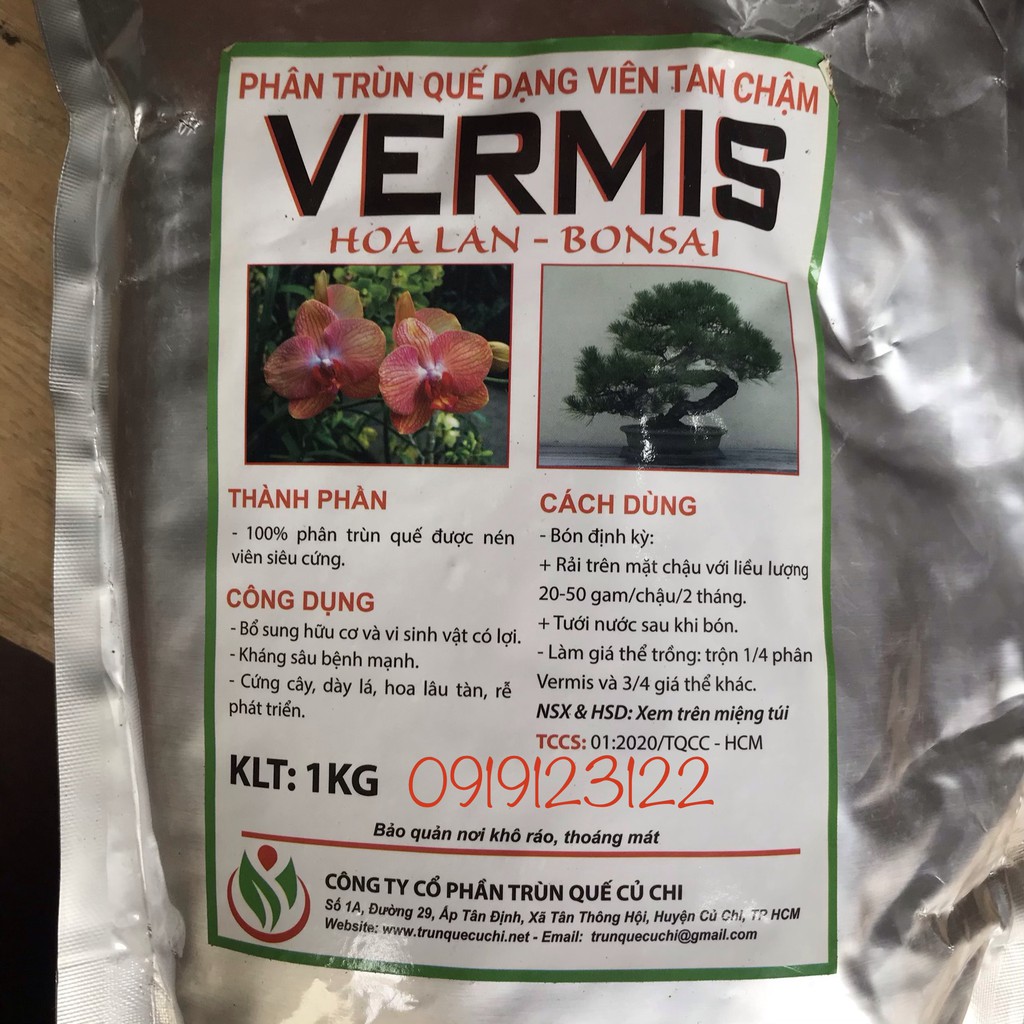 PHÂN TRÙN QUẾ DẠNG VIÊN TAN CHẬM
VERMIS
HOA LAN - BONSAI
THÀNH PHẦN
- 100% phân trùn quế được nén
viên siêu cứng.
CÔNG DỤNG
- Bổ sung hữu cơ và vi sinh vật có lợi.
- Kháng sâu bệnh mạnh.
- Cứng cây, dày lá, hoa lâu tàn, rễ
phát triển.
CÁCH DÙNG
- Bón định kỳ:
+ Rải trên mặt chậu với liều lượng
20-50 gam/chậu/2 tháng.
+ Tưới nước sau khi bón.
- Làm giá thể trồng: trộn 1/4 phân
Vermis và 3/4 giá thể khác.
NSX & HSD: Xem trên miệng túi
TCCS: 01:2020/TQCC - HCM
KLT: 1KG
0919123122
Bảo quản nơi khô ráo, thoáng mát
CÔNG TY CỔ PHẦN TRÙN QUẾ CỦ CHI
Số 1A, Đường 29, Ấp Tân Định, Xã Tân Thông Hội, Huyện Củ Chi, TP HCM
Website: www.trunquecuchi.net - Email: trunquecuchi@gmail.com